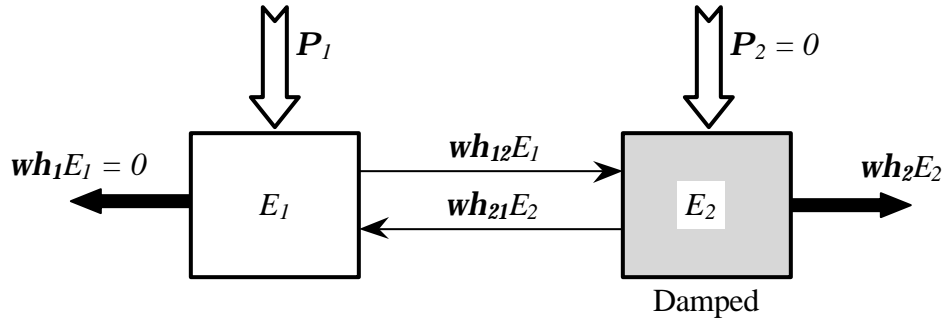 P1
P2 = 0
wh1E1 = 0
wh12E1
wh2E2
E1
wh21E2
E2
Damped